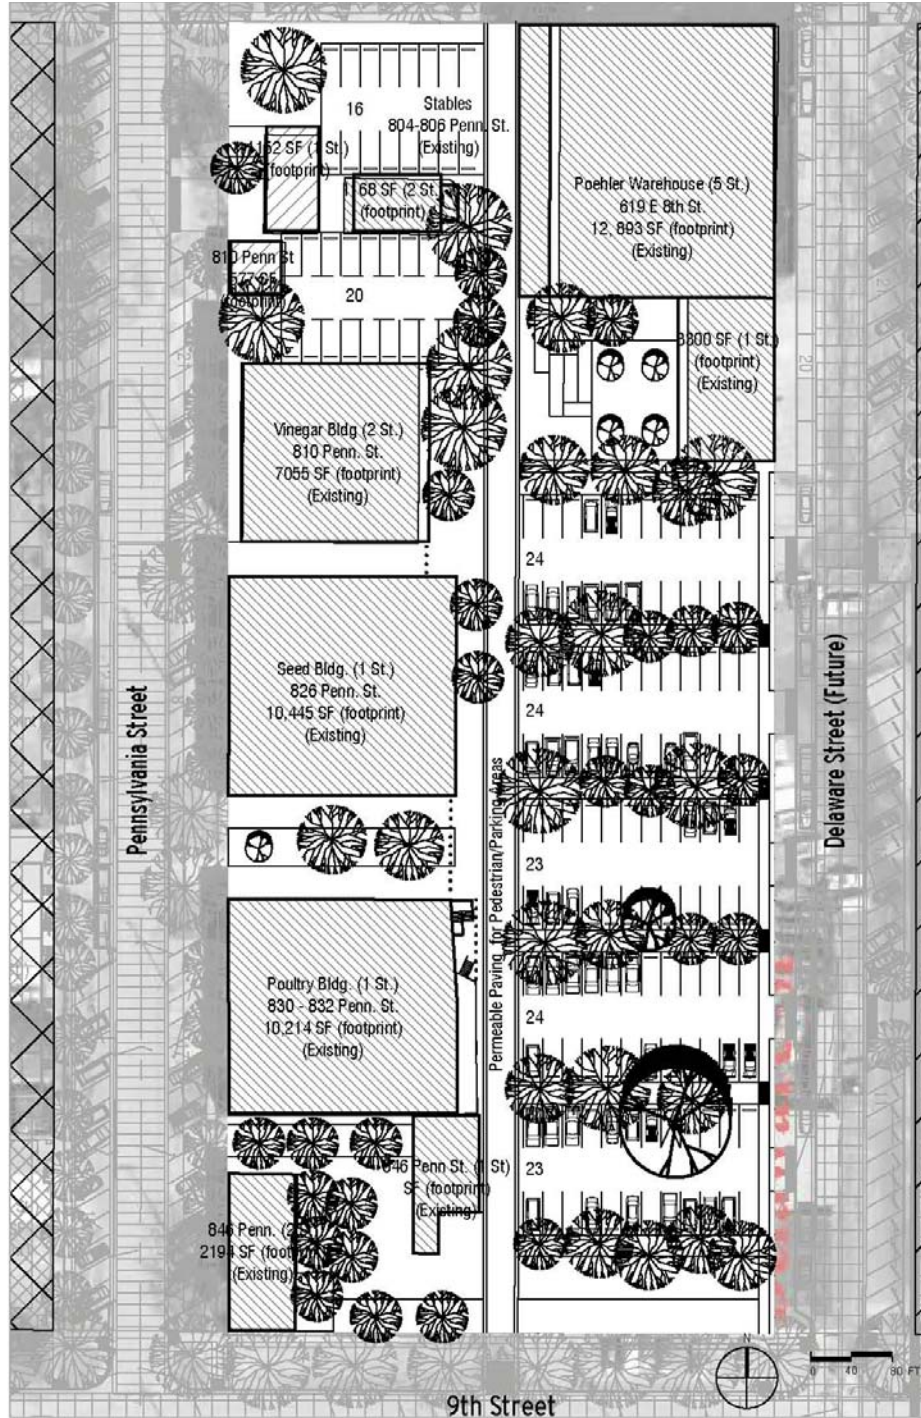 16
Stables
804-806 Penn. St.
(Existing)
1152 SF (1 St.)
(footprint)
1168 SF (2 St.)
(footprint)
Poehler Warehouse (5 St.)
619 E 8th St.
12, 893 SF (footprint)
(Existing)
810 Penn St
577 SF
(footprint)
20
(1 St.)
(footprint)
(Existing)
Vinegar Bldg (2 St.)
810 Penn. St.
7055 SF (footprint)
(Existing)
24
Seed Bldg. (1 St.)
826 Penn. St.
10,445 SF (footprint)
(Existing)
24
Pennsylvania Street
Permeable Paving for Pedestrian/Parking Areas
Delaware Street (Future)
23
Poultry Bldg. (1 St.)
830 - 832 Penn. St.
10,214 SF (footprint)
(Existing)
24
846 Penn St. (1 St)
SF (footprint)
(Existing)
23
846 Penn.
2194 SF
(Existing)
N
0 40 80 FT
9th Street
20